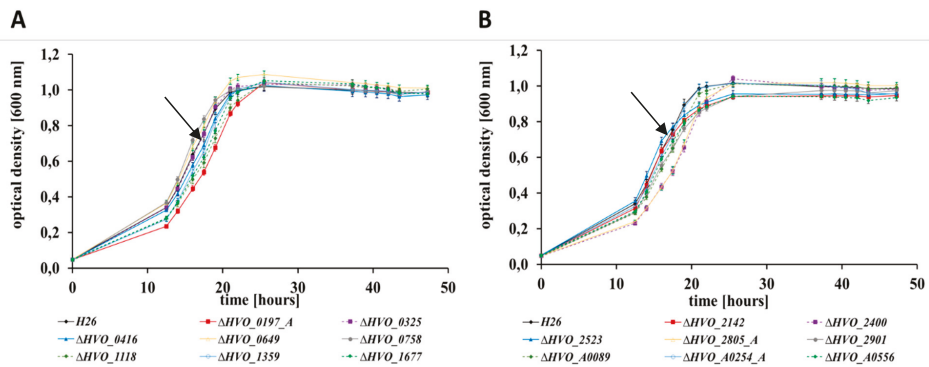 A
B
1,2
1,0
0,8
0,6
0,4
0,2
0,0
optical density [600 nm]
0 10 20 30 40 50
time [hours]
H26 ΔHVO_0197_A ΔHVO_0325
ΔHVO_0416 ΔHVO_0649 ΔHVO_0758
ΔHVO_1118 ΔHVO_1359 ΔHVO_1677
1,2
1,0
0,8
0,6
0,4
0,2
0,0
optical density [600 nm]
0 10 20 30 40 50
time [hours]
H26 ΔHVO_2142 ΔHVO_2400
ΔHVO_2523 ΔHVO_2805_A ΔHVO_2901
ΔHVO_A0089 ΔHVO_A0254_A ΔHVO_A0556